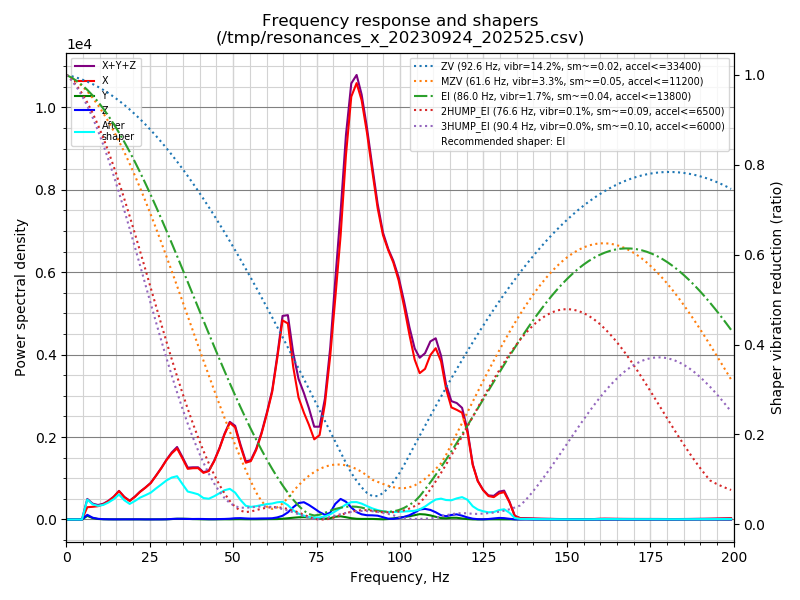 Frequency response and shapers
(/tmp/resonances_x_20230924_202525.csv)
1e4
X+Y+Z
X
Y
Z
After
shaper
ZV (92.6 Hz, vibr=14.2%, sm~=0.02, accel<=33400)
MZV (61.6 Hz, vibr=3.3%, sm~=0.05, accel<=11200)
EI (86.0 Hz, vibr=1.7%, sm~=0.04, accel<=13800)
2HUMP_EI (76.6 Hz, vibr=0.1%, sm~=0.09, accel<=6500)
3HUMP_EI (90.4 Hz, vibr=0.0%, sm~=0.10, accel<=6000)
Recommended shaper: EI
Power spectral density
1.0
0.8
0.6
0.4
0.2
0.0
1.0
0.8
0.6
0.4
0.2
0.0
Shaper vibration reduction (ratio)
0 25 50 75 100 125 150 175 200
Frequency, Hz